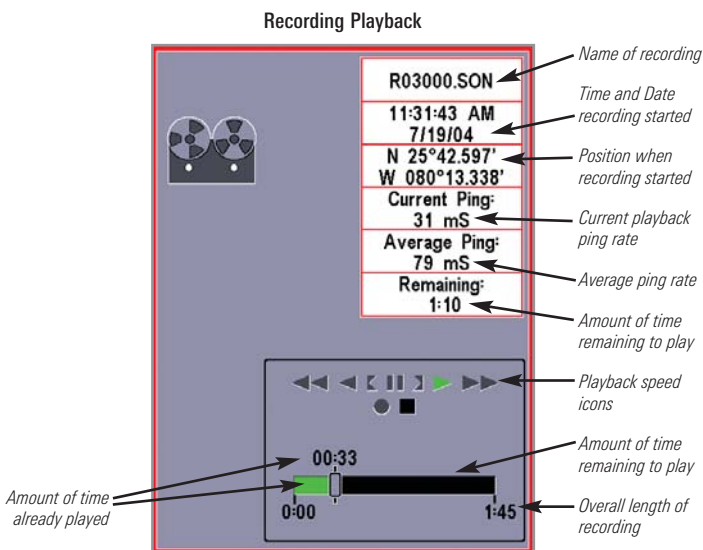 Recording Playback
R03000.SON
11:31:43 AM
7/19/04
N 25°42.597'
W 080°13.338'
Current Ping:
31 mS
Average Ping:
79 mS
Remaining:
1:10
Name of recording
Time and Date
recording started
Position when
recording started
Current playback
ping rate
Average ping rate
Amount of time
remaining to play
Playback speed
icons
Amount of time
remaining to play
Overall length of
recording
00:33
0:00
1:45
Amount of time
already played